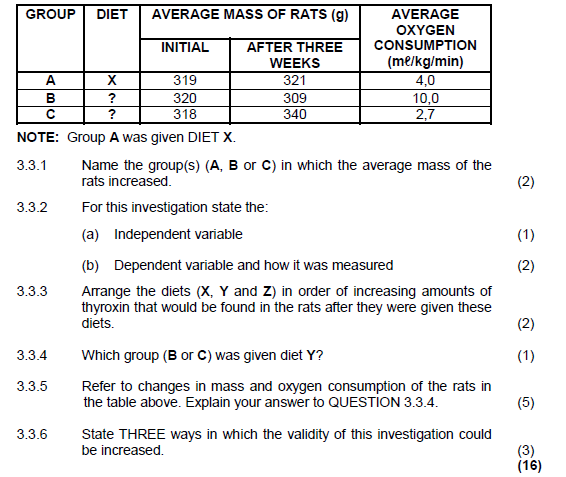 GROUP DIET AVERAGE MASS OF RATS (g) AVERAGE OXYGEN CONSUMPTION (mℓ/kg/min)
INITIAL AFTER THREE WEEKS
A X 319 321 4,0
B ? 320 309 10,0
C ? 318 340 2,7
NOTE: Group A was given DIET X.
3.3.1 Name the group(s) (A, B or C) in which the average mass of the
rats increased. (2)
3.3.2 For this investigation state the:
(a) Independent variable (1)
(b) Dependent variable and how it was measured (2)
3.3.3 Arrange the diets (X, Y and Z) in order of increasing amounts of
thyroxin that would be found in the rats after they were given these
diets. (2)
3.3.4 Which group (B or C) was given diet Y? (1)
3.3.5 Refer to changes in mass and oxygen consumption of the rats in
the table above. Explain your answer to QUESTION 3.3.4. (5)
3.3.6 State THREE ways in which the validity of this investigation could
be increased. (3)
(16)